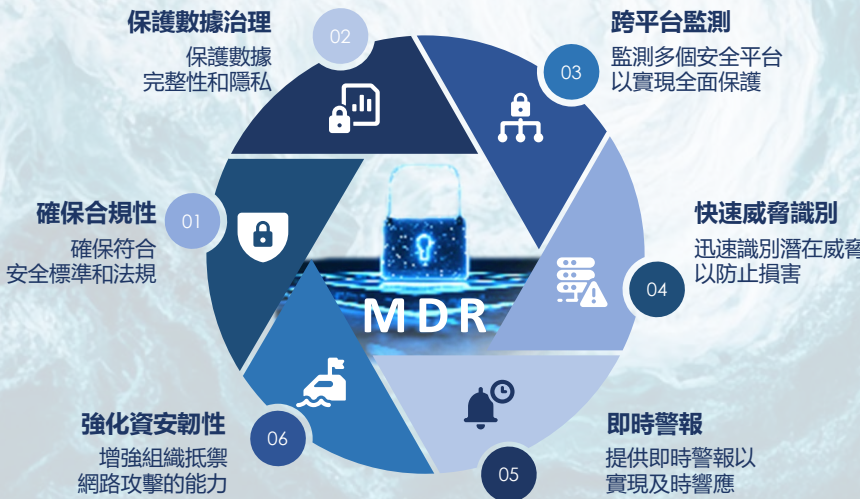 確保合規性
01
確保符合
安全標準和法規
保護數據治理
02
保護數據
完整性和隱私
跨平台監測
03
監測多個安全平台
以實現全面保護
快速威脅識別
04
迅速識別潛在威脅
以防止損害
即時警報
05
提供即時警報以
實現及時響應
強化資安韌性
06
增強組織抵禦
網路攻擊的能力
MDR